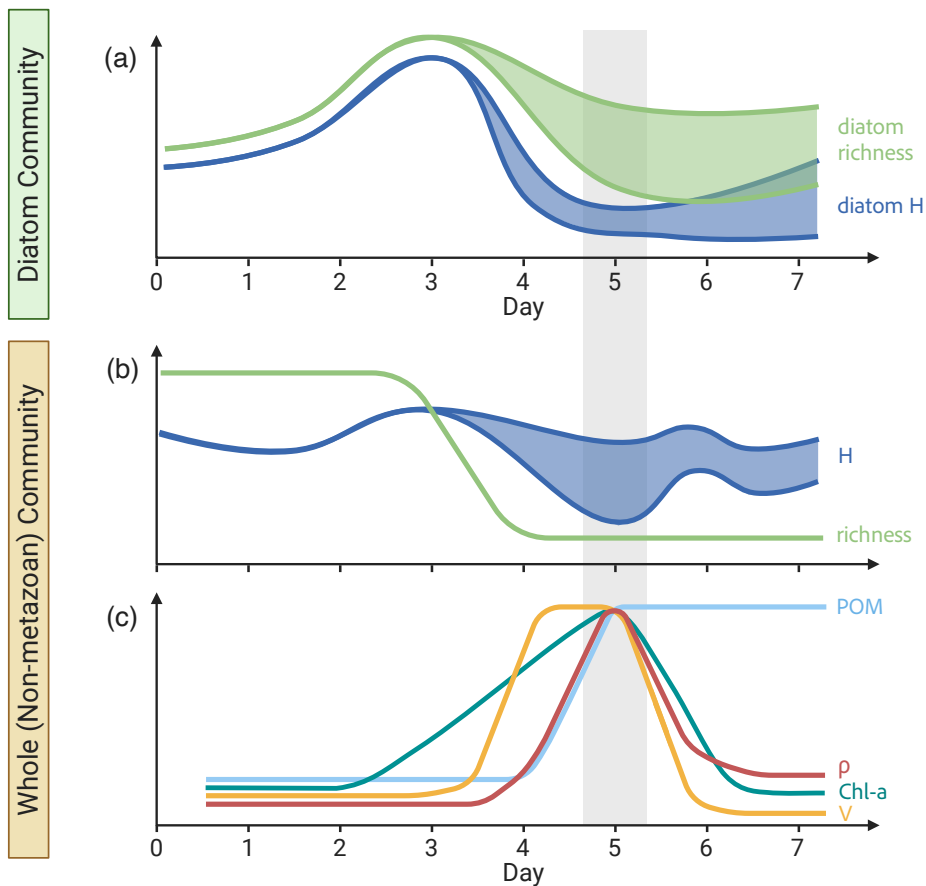 Diatom Community
(a)
diatom
richness
diatom H
0 1 2 3 4 5 6 7
Day
Whole (Non-metazoan) Community
(b)
H
richness
(c)
POM
ρ
Chl-a
V
0 1 2 3 4 5 6 7
Day